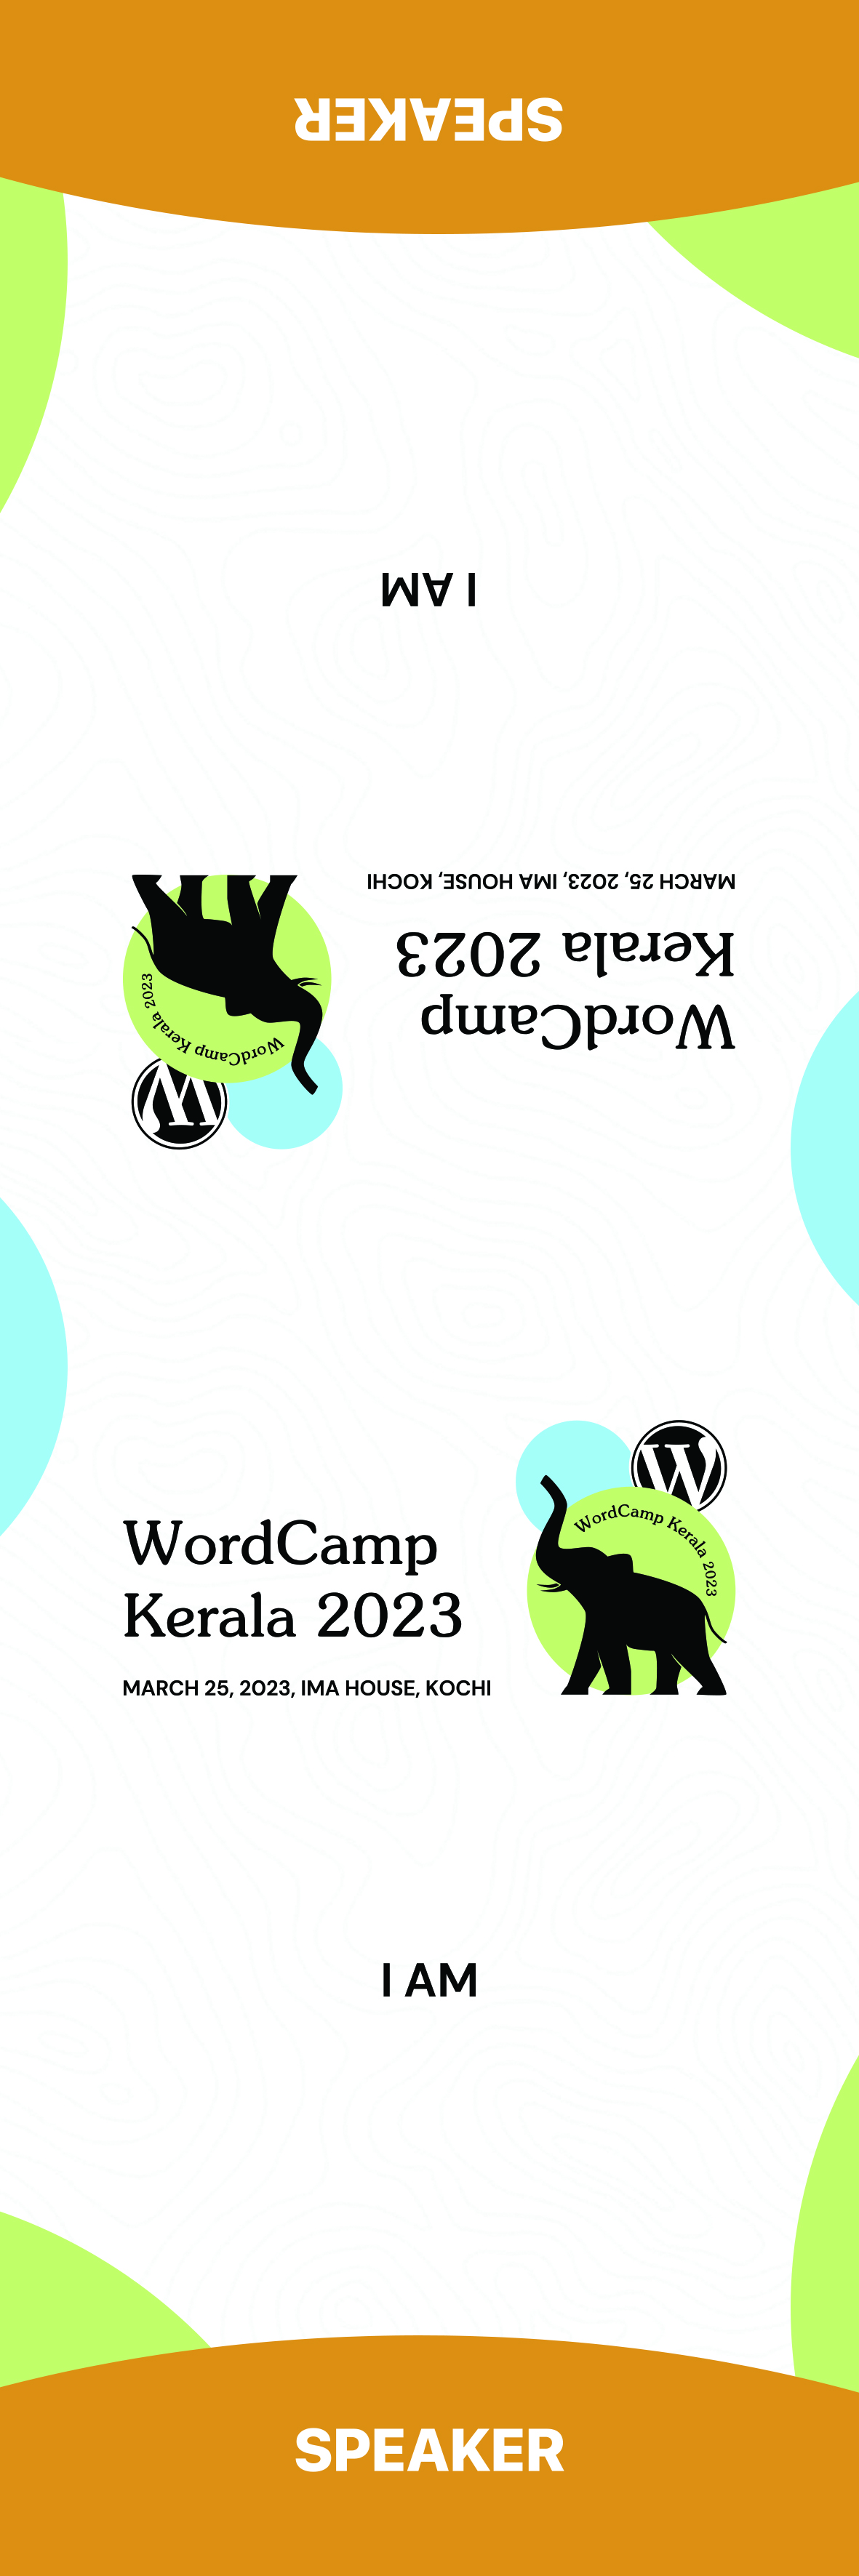 SPEAKER
I AM
MARCH 25, 2023, IMA HOUSE, KOCHI
Kerala 2023
WordCamp
WordCamp Kerala 2023
W
W
WordCamp Kerala 2023
WordCamp
Kerala 2023
MARCH 25, 2023, IMA HOUSE, KOCHI
I AM
SPEAKER